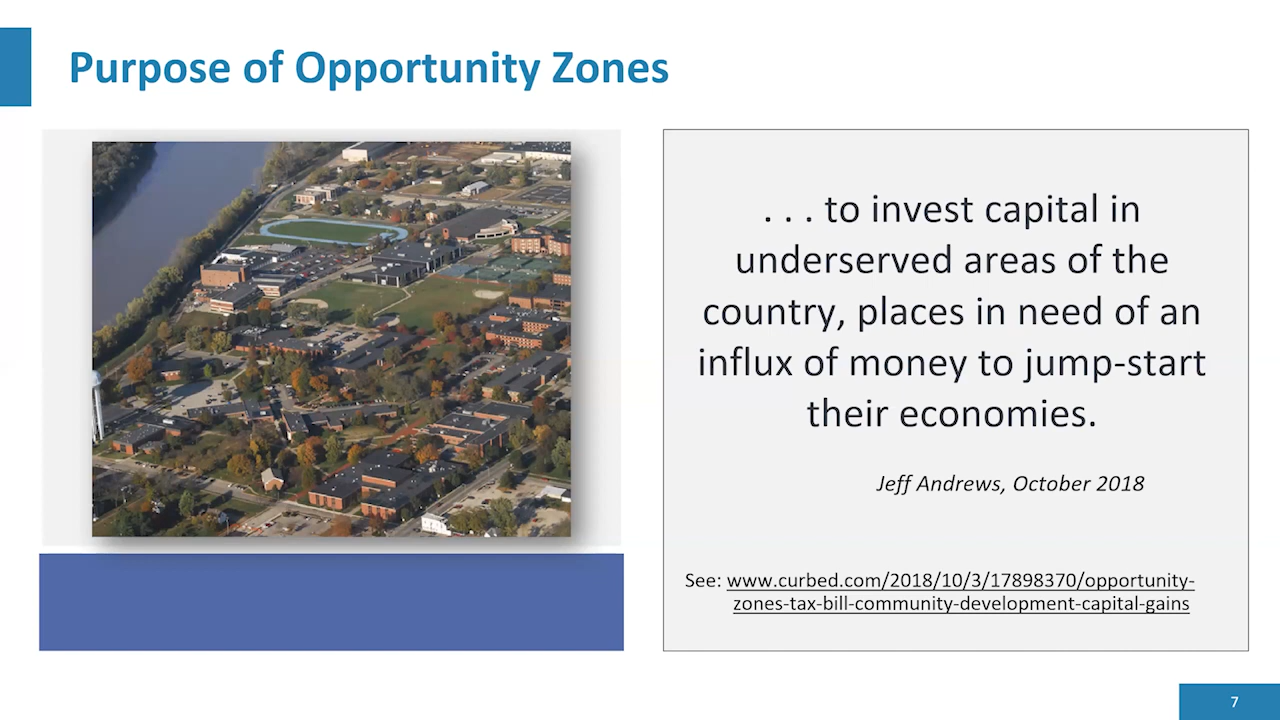 Purpose of Opportunity Zones
. . . to invest capital in
underserved areas of the
country, places in need of an
influx of money to jump-start
their economies.
Jeff Andrews, October 2018
See: www.curbed.com/2018/10/3/17898370/opportunity-
zones-tax-bill-community-development-capital-gains
7